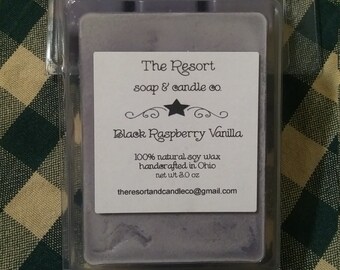 The Resort
soap & candle co.
Black Raspberry Vanilla
100% natural soy wax
handcrafted in Ohio
net wt 3.0 oz
theresortandcandleco@gmail.com